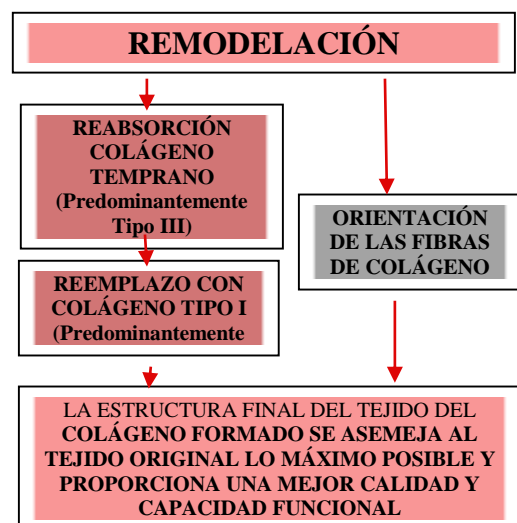 REMODELACIÓN
REABSORCIÓN
COLÁGENO
TEMPRANO
(Predominantemente
Tipo III)
REEMPLAZO CON
COLÁGENO TIPO I
(Predominantemente
ORIENTACIÓN
DE LAS FIBRAS
DE COLÁGENO
LA ESTRUCTURA FINAL DEL TEJIDO DEL
COLÁGENO FORMADO SE ASEMEJA AL
TEJIDO ORIGINAL LO MÁXIMO POSIBLE Y
PROPORCIONA UNA MEJOR CALIDAD Y
CAPACIDAD FUNCIONAL